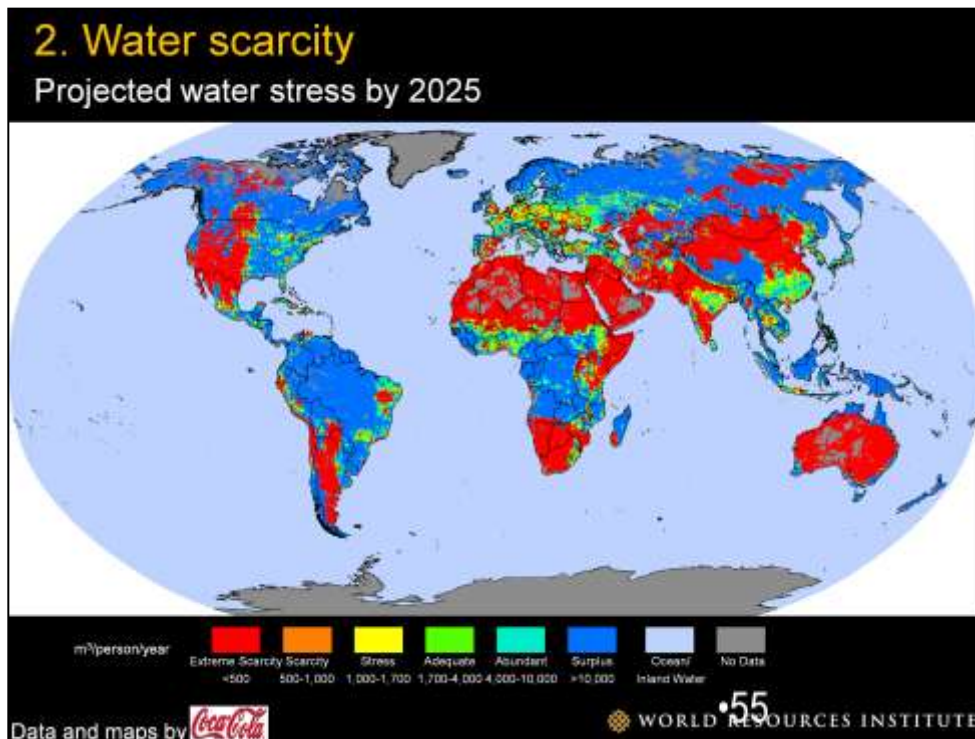 2. Water scarcity
Projected water stress by 2025
m³/person/year
Extreme Scarcity Scarcity Stress Adequate Abundant Surplus Ocean/ No Data
<500 500-1,000 1,000-1,700 1,700-4,000 4,000-10,000 >10,000 Inland Water
•55
Data and maps by Coca-Cola
WORLD RESOURCES INSTITUTE